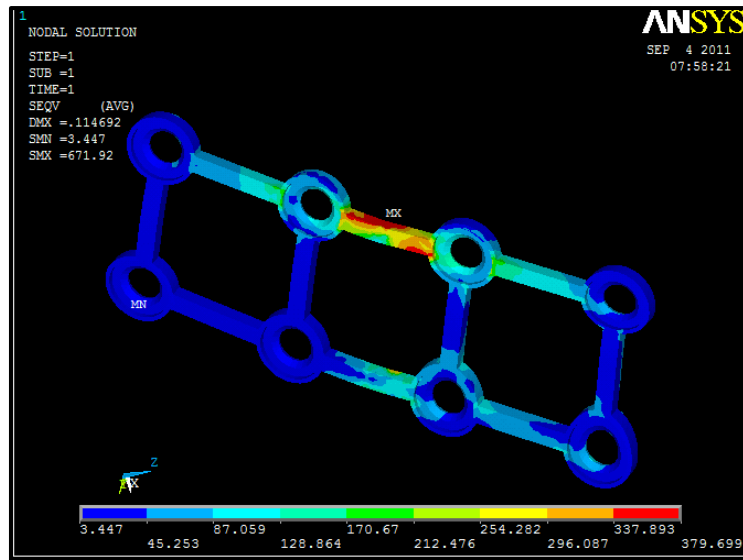 1
NODAL SOLUTION
STEP=1
SUB =1
TIME=1
SEQV (AVG)
DMX =.114692
SMN =3.447
SMX =671.92
ANSYS
SEP 4 2011
07:58:21
MX
MN
Z
Y X
3.447 87.059 170.67 254.282 337.893
45.253 128.864 212.476 296.087 379.699